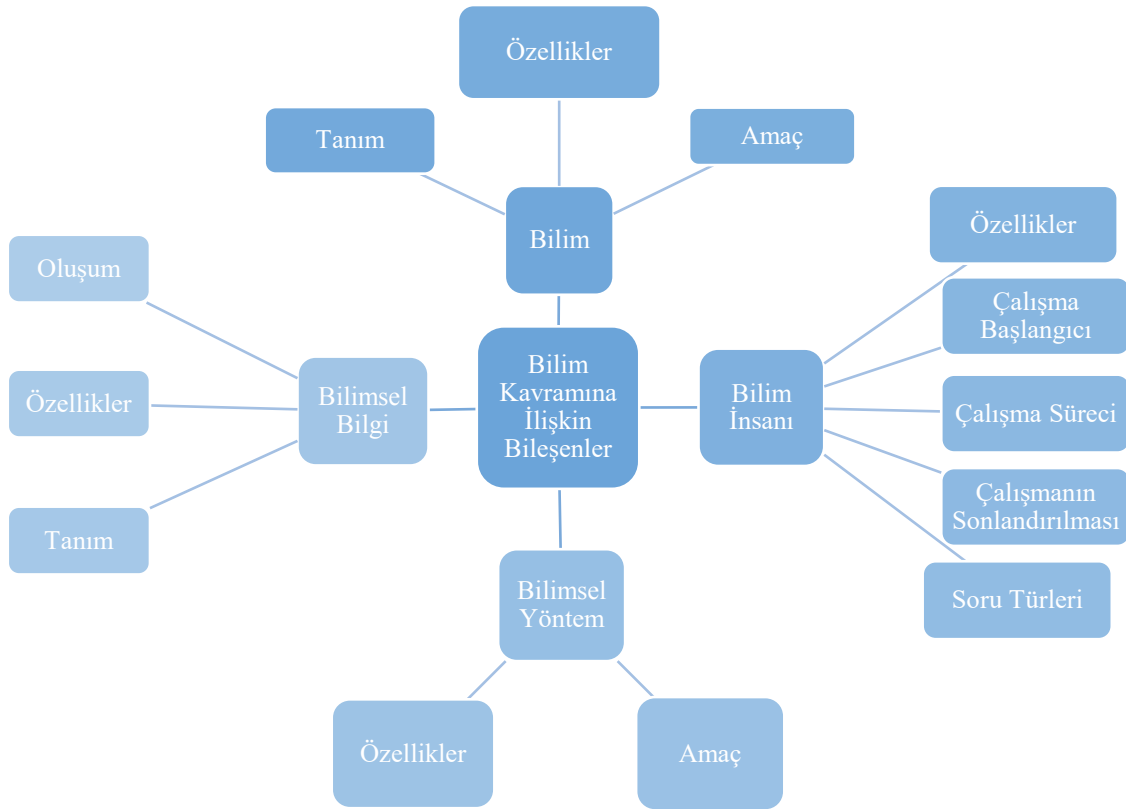 Özellikler
Tanım
Amaç
Bilim
Özellikler
Oluşum
Çalışma
Başlangıcı
Bilim
Kavramına
İlişkin
Bileşenler
Bilimsel
Bilgi
Bilim
İnsanı
Özellikler
Çalışma Süreci
Çalışmanın
Sonlandırılması
Tanım
Soru Türleri
Bilimsel
Yöntem
Özellikler
Amaç